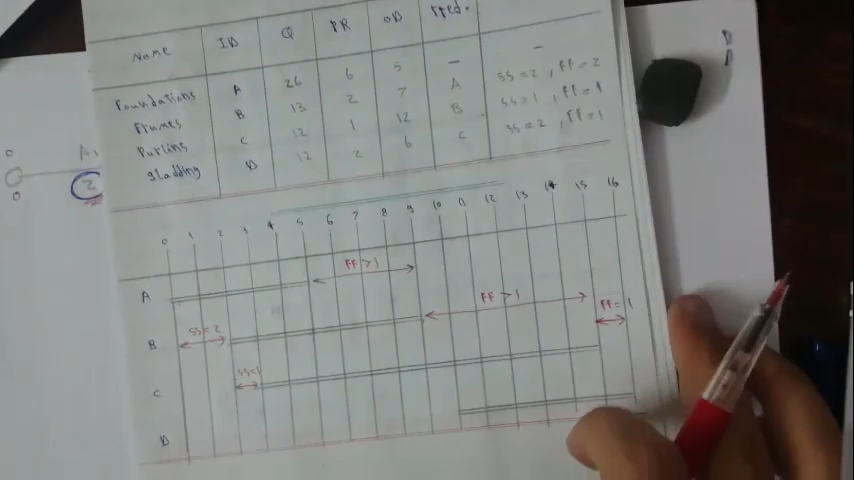 Name ID Q PR OD Pred.
Foundations A 26 6 5 — —
Frames B 13 2 7 A SS=2, FF=2
Purlins C 12 1 12 B SS=1, FF=1
gladding D 12 2 6 C SS=2, FF=1
0 1 2 3 4 5 6 7 8 9 10 11 12 13 14 15 16
A FF>1
B SS=2 FF>1 FF=1
C SS=1
D
0
A
2
0